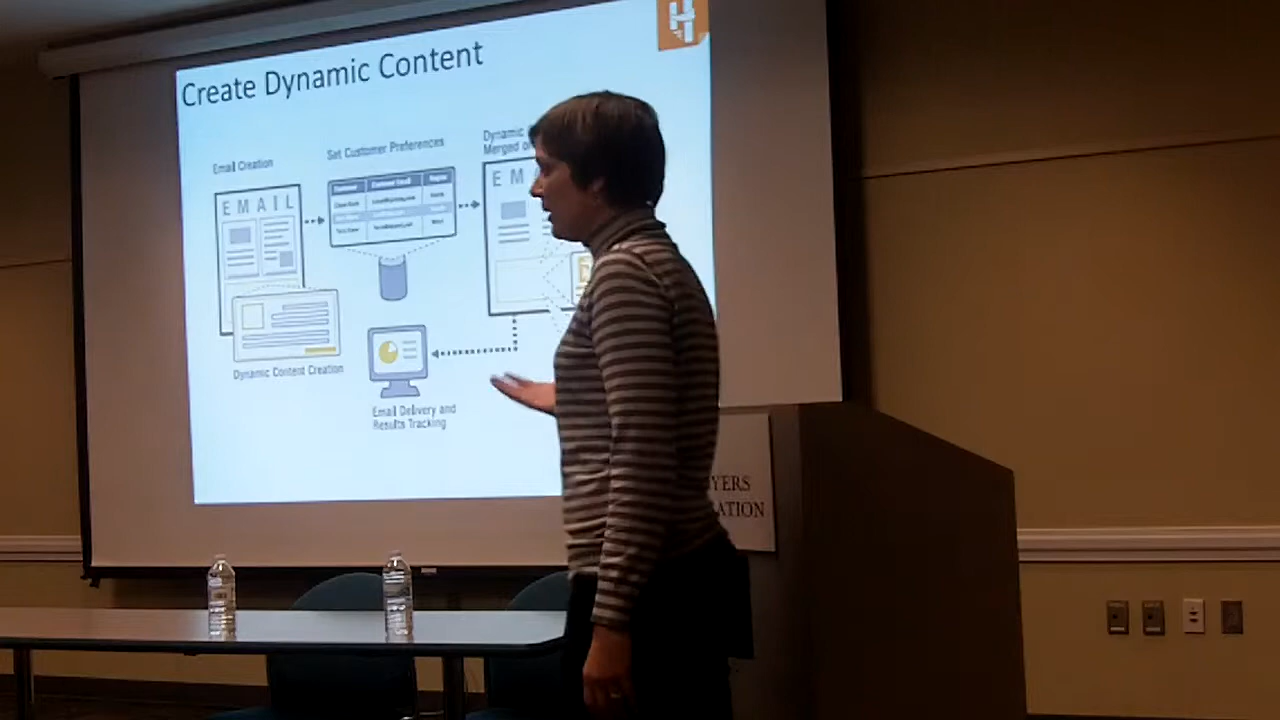 Create Dynamic Content
Email Creation
Set Customer Preferences
Dynamic
Merged
EMAIL
EM
Dynamic Content Creation
Email Delivery and
Results Tracking
YERS
ATION